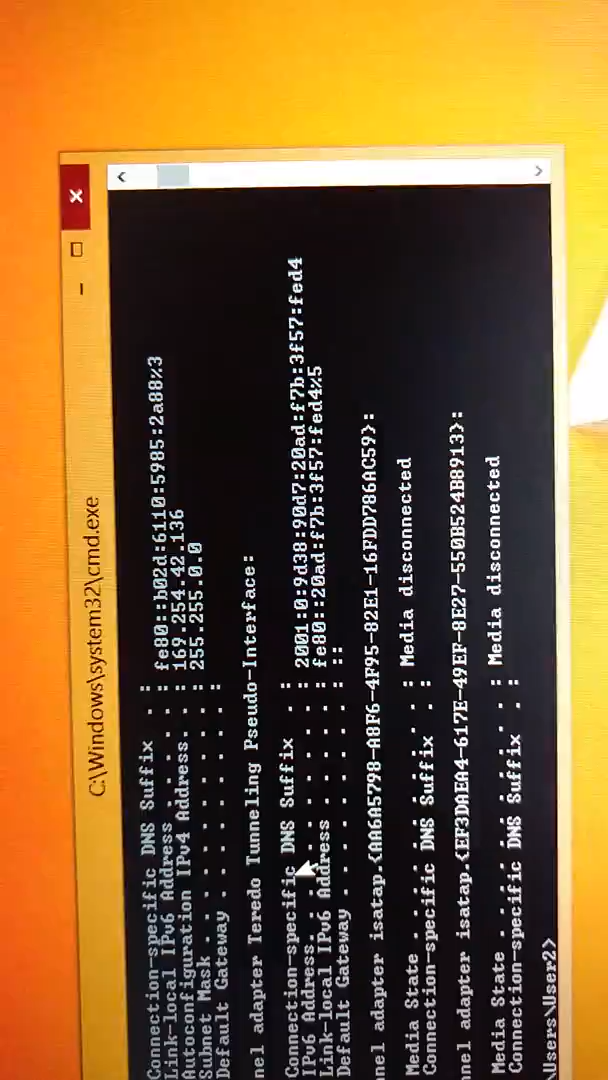 C:\Windows\system32\cmd.exe
Connection-specific DNS Suffix . :
Link-local IPv6 Address . . . . . : fe80::b02d:6110:5985:2a88%3
Autoconfiguration IPv4 Address. . : 169.254.42.136
Subnet Mask . . . . . . . . . . . : 255.255.0.0
Default Gateway . . . . . . . . . :
nel adapter Teredo Tunneling Pseudo-Interface:
Connection-specific DNS Suffix . :
IPv6 Address. . . . . . . . . . . : 2001:0:9d38:90d7:20ad:f7b:3f57:fed4
Link-local IPv6 Address . . . . . : fe80::20ad:f7b:3f57:fed4%5
Default Gateway . . . . . . . . . : ::
nel adapter isatap.{AA6A5798-A8F6-4F95-82E1-16FDD786AC59}:
Media State . . . . . . . . . . . : Media disconnected
Connection-specific DNS Suffix . :
nel adapter isatap.{EF3DAEA4-617E-49EF-8E27-550B524B8913}:
Media State . . . . . . . . . . . : Media disconnected
Connection-specific DNS Suffix . :
\Users\User2>